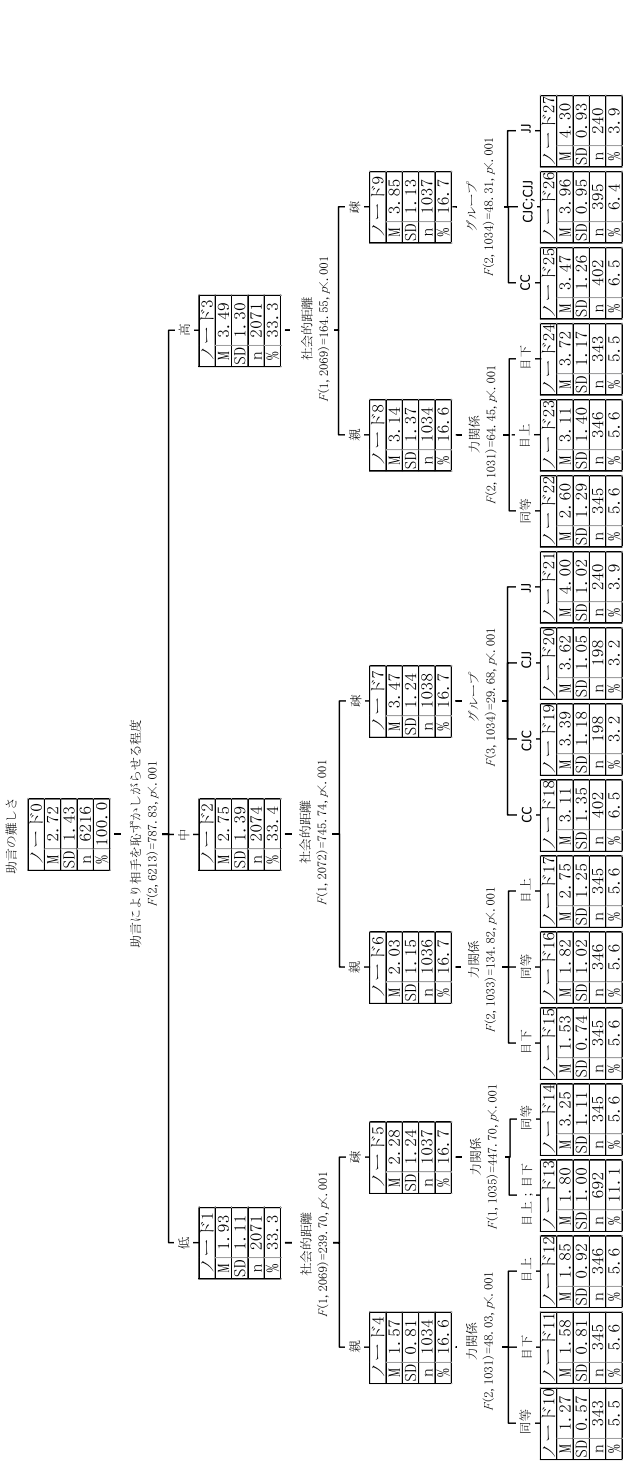 助言の難しさ
ノード0
M 2.72
SD 1.43
n 6216
% 100.0
助言により相手を恥ずかしがらせる程度
F(2, 6213)=787.83, p<.001
低
ノード1
M 1.93
SD 1.11
n 2071
% 33.3
中
ノード2
M 2.75
SD 1.39
n 2074
% 33.4
高
ノード3
M 3.49
SD 1.30
n 2071
% 33.3
社会的距離
F(1, 2069)=239.70, p<.001
社会的距離
F(1, 2072)=745.74, p<.001
社会的距離
F(1, 2069)=164.55, p<.001
親
ノード4
M 1.57
SD 0.81
n 1034
% 16.6
疎
ノード5
M 2.28
SD 1.24
n 1037
% 16.7
親
ノード6
M 2.03
SD 1.15
n 1036
% 16.7
疎
ノード7
M 3.47
SD 1.24
n 1038
% 16.7
親
ノード8
M 3.14
SD 1.37
n 1034
% 16.6
疎
ノード9
M 3.85
SD 1.13
n 1037
% 16.7
力関係
F(2, 1031)=48.03, p<.001
力関係
F(1, 1035)=447.70, p<.001
力関係
F(2, 1033)=134.82, p<.001
グループ
F(3, 1034)=29.68, p<.001
力関係
F(2, 1031)=64.45, p<.001
グループ
F(2, 1034)=48.31, p<.001
同等
ノード10
M 1.27
SD 0.57
n 343
% 5.5
目下
ノード11
M 1.58
SD 0.81
n 345
% 5.6
目上
ノード12
M 1.85
SD 0.92
n 346
% 5.6
目上；目下
ノード13
M 1.80
SD 1.00
n 692
% 11.1
同等
ノード14
M 3.25
SD 1.11
n 345
% 5.6
目下
ノード15
M 1.53
SD 0.74
n 345
% 5.6
同等
ノード16
M 1.82
SD 1.02
n 346
% 5.6
目上
ノード17
M 2.75
SD 1.25
n 345
% 5.6
CC
ノード18
M 3.11
SD 1.35
n 402
% 6.5
CJC
ノード19
M 3.39
SD 1.18
n 198
% 3.2
CJJ
ノード20
M 3.62
SD 1.05
n 198
% 3.2
JJ
ノード21
M 4.00
SD 1.02
n 240
% 3.9
同等
ノード22
M 2.60
SD 1.29
n 345
% 5.6
目上
ノード23
M 3.11
SD 1.40
n 346
% 5.6
目下
ノード24
M 3.72
SD 1.17
n 343
% 5.5
CC
ノード25
M 3.47
SD 1.26
n 402
% 6.5
CJC;CJJ
ノード26
M 3.96
SD 0.95
n 395
% 6.4
JJ
ノード27
M 4.30
SD 0.93
n 240
% 3.9